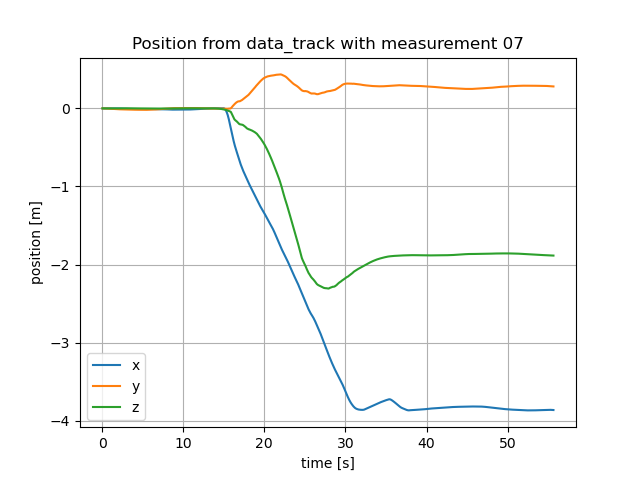 Position from data_track with measurement 07
position [m]
0
−1
−2
−3
−4
x
y
z
0 10 20 30 40 50
time [s]